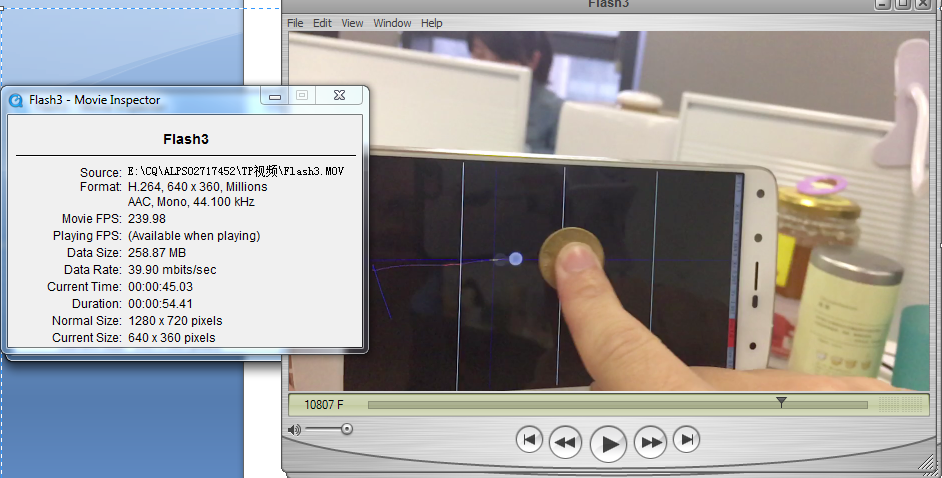 Flash3
File Edit View Window Help
Flash3 - Movie Inspector
Flash3
Source: E:\CQ\ALPS02717452\TP视频\Flash3.MOV
Format: H.264, 640 x 360, Millions
AAC, Mono, 44.100 kHz
Movie FPS: 239.98
Playing FPS: (Available when playing)
Data Size: 258.87 MB
Data Rate: 39.90 mbits/sec
Current Time: 00:00:45.03
Duration: 00:00:54.41
Normal Size: 1280 x 720 pixels
Current Size: 640 x 360 pixels
10807 F